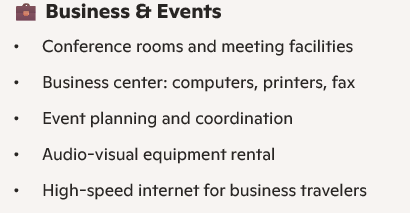 💼 Business & Events
• Conference rooms and meeting facilities
• Business center: computers, printers, fax
• Event planning and coordination
• Audio-visual equipment rental
• High-speed internet for business travelers